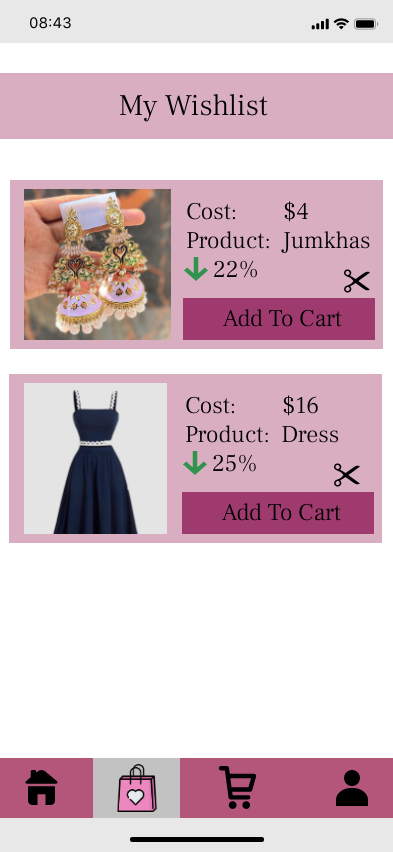 08:43
My Wishlist
Cost: $4
Product: Jumkhas
22%
Add To Cart
Cost: $16
Product: Dress
25%
Add To Cart